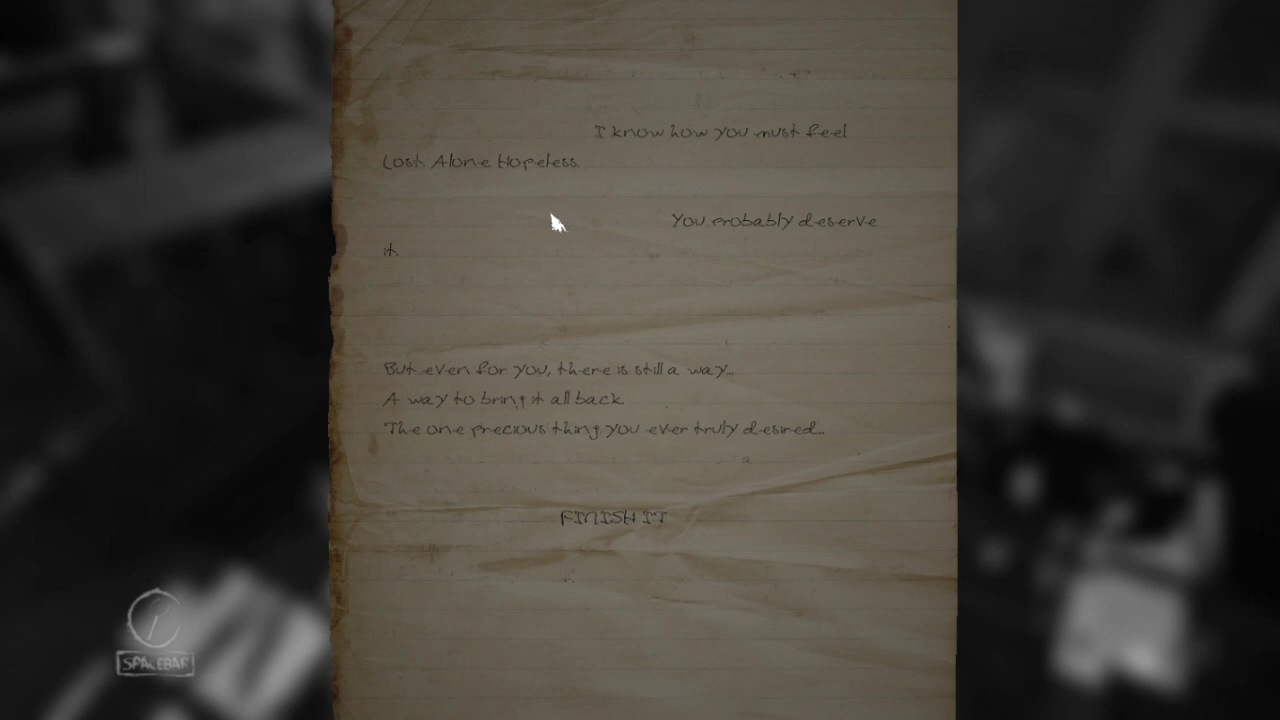 I know how you must feel
Lost. Alone Hopeless.
You probably deserve
it.
But even for you, there is still a way...
A way to bring it all back.
The one precious thing you ever truly desired...
a
FINISH IT
SPACEBAR